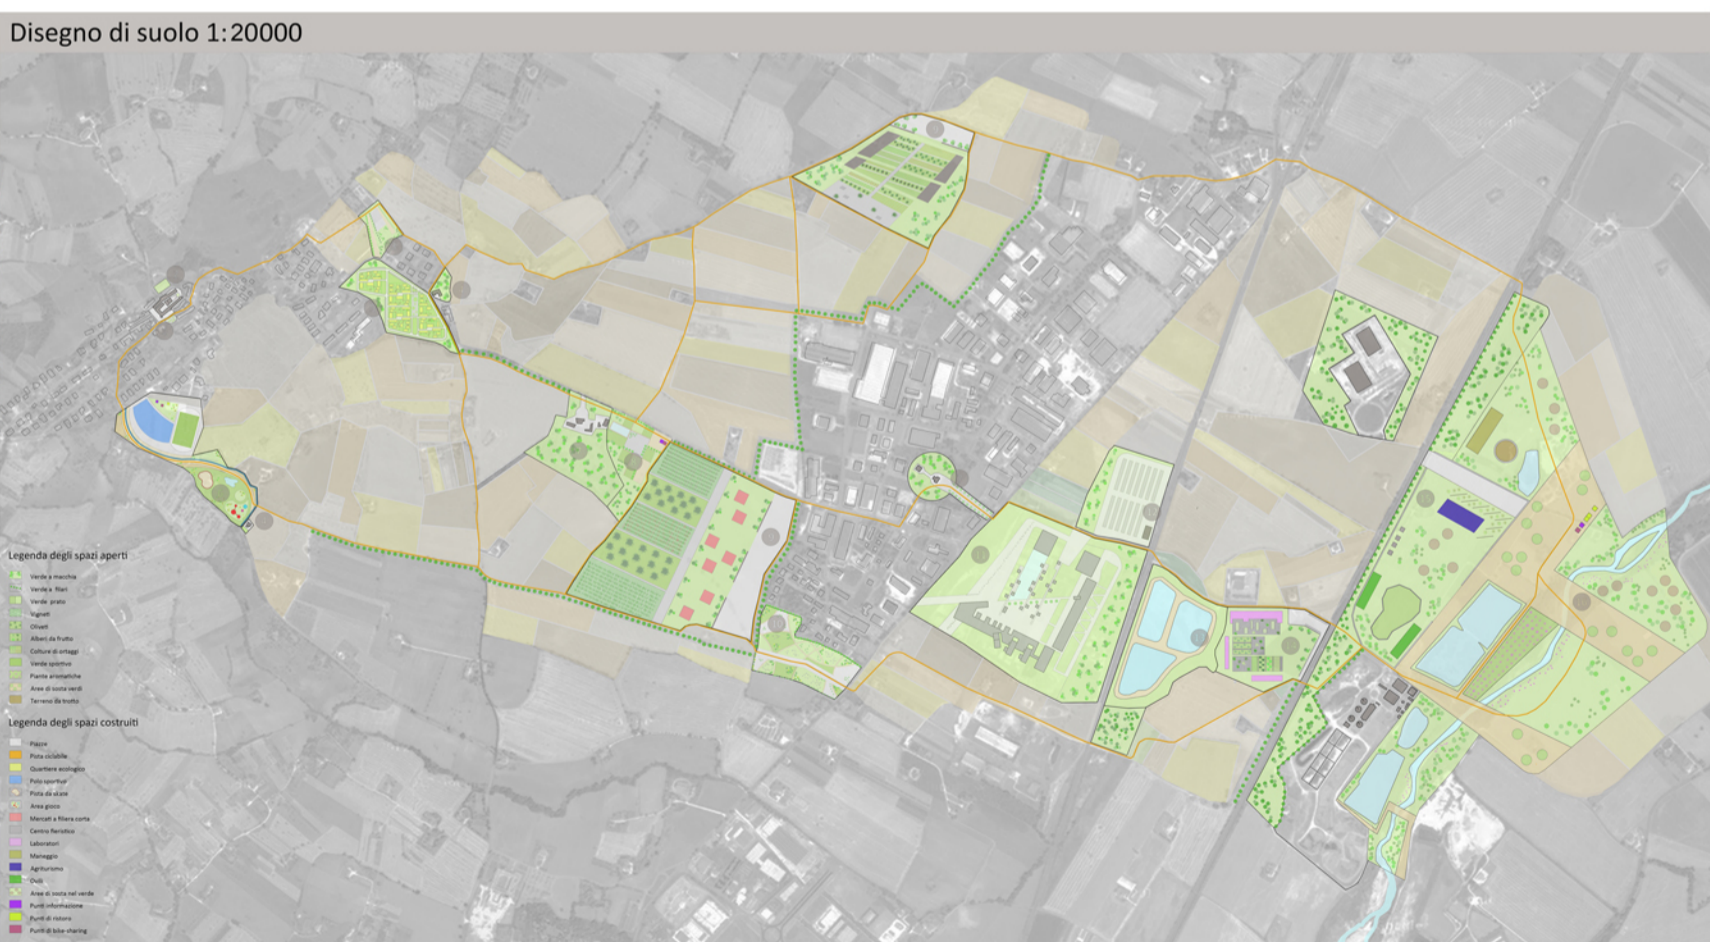 Disegno di suolo 1:20000
Legenda degli spazi aperti
Verde a macchia
Verde a filari
Verde prato
Vigneti
Oliveti
Alberi da frutto
Colture di ortaggi
Verde sportivo
Piante aromatiche
Aree di sosta verdi
Terreno da trotto
Legenda degli spazi costruiti
Piazze
Pista ciclabile
Quartiere ecologico
Polo sportivo
Pista da skate
Area gioco
Mercati a filiera corta
Centro fieristico
Laboratori
Maneggio
Agriturismo
Ovili
Aree di sosta nel verde
Punti informazione
Punti di ristoro
Punti di bike-sharing